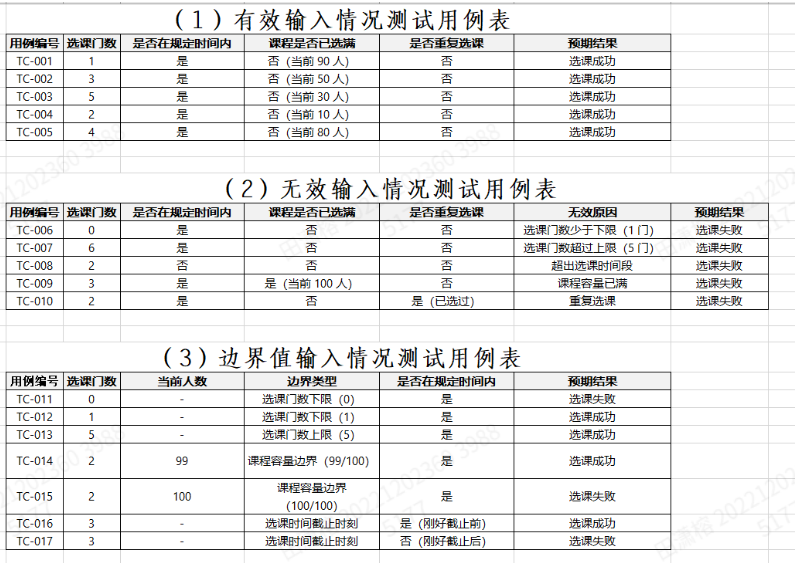 （1）有效输入情况测试用例表
用例编号 选课门数 是否在规定时间内 课程是否已选满 是否重复选课 预期结果
TC-001 1 是 否（当前 90 人） 否 选课成功
TC-002 3 是 否（当前 50 人） 否 选课成功
TC-003 5 是 否（当前 30 人） 否 选课成功
TC-004 2 是 否（当前 10 人） 否 选课成功
TC-005 4 是 否（当前 80 人） 否 选课成功
（2）无效输入情况测试用例表
用例编号 选课门数 是否在规定时间内 课程是否已选满 是否重复选课 无效原因 预期结果
TC-006 0 是 否 否 选课门数少于下限（1 门） 选课失败
TC-007 6 是 否 否 选课门数超过上限（5 门） 选课失败
TC-008 2 否 否 否 超出选课时间段 选课失败
TC-009 3 是 是（当前 100 人） 否 课程容量已满 选课失败
TC-010 2 是 否 是（已选过） 重复选课 选课失败
（3）边界值输入情况测试用例表
用例编号 选课门数 当前人数 边界类型 是否在规定时间内 预期结果
TC-011 0 - 选课门数下限（0） 是 选课失败
TC-012 1 - 选课门数下限（1） 是 选课成功
TC-013 5 - 选课门数上限（5） 是 选课成功
TC-014 2 99 课程容量边界（99/100） 是 选课成功
TC-015 2 100 课程容量边界
（100/100） 是 选课失败
TC-016 3 - 选课时间截止时刻 是（刚好截止前） 选课成功
TC-017 3 - 选课时间截止时刻 否（刚好截止后） 选课失败